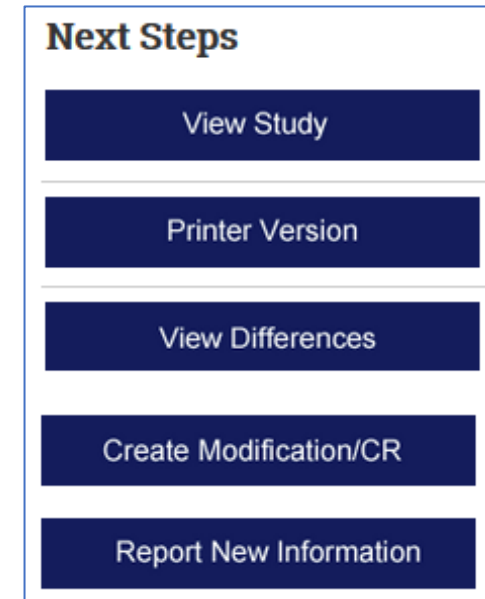 Next Steps
View Study
Printer Version
View Differences
Create Modification/CR
Report New Information